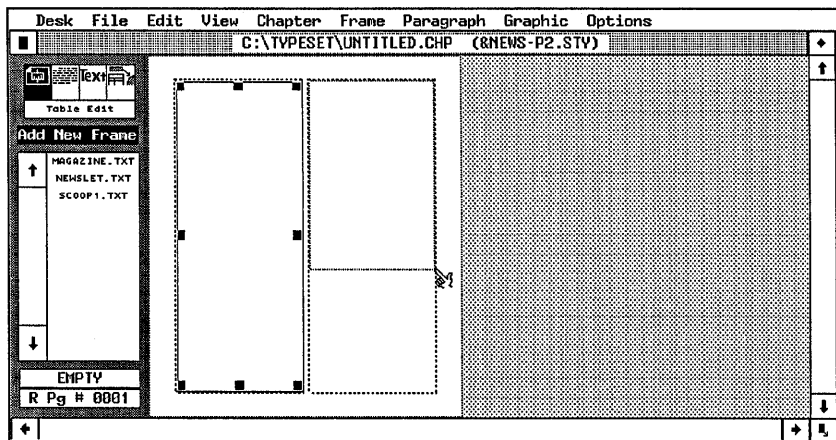 Desk File Edit View Chapter Frame Paragraph Graphic Options
C:\TYPESET\UNTITLED.CHP (&NEWS-P2.STY)
Text
Table Edit
Add New Frame
MAGAZINE.TXT
NEWSLET.TXT
SCOOP1.TXT
EMPTY
R Pg # 0001